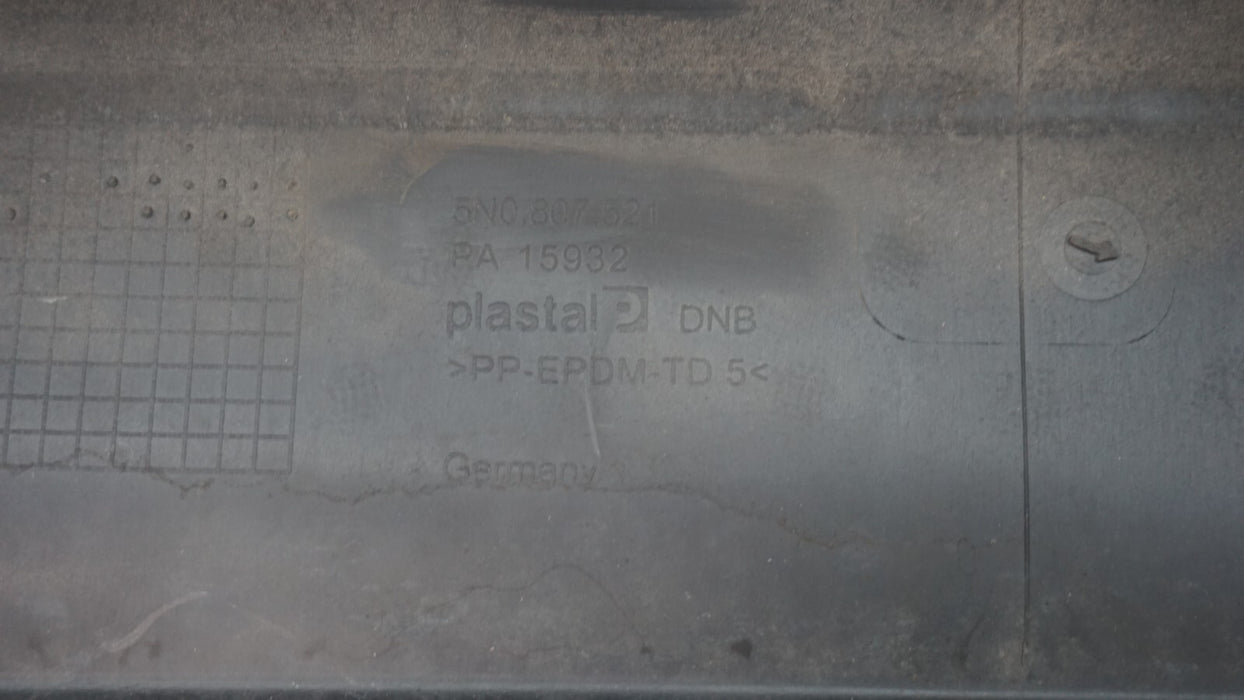 5N0.807.521
PA 15932
plastal P DNB
>PP-EPDM-TD 5<
Germany